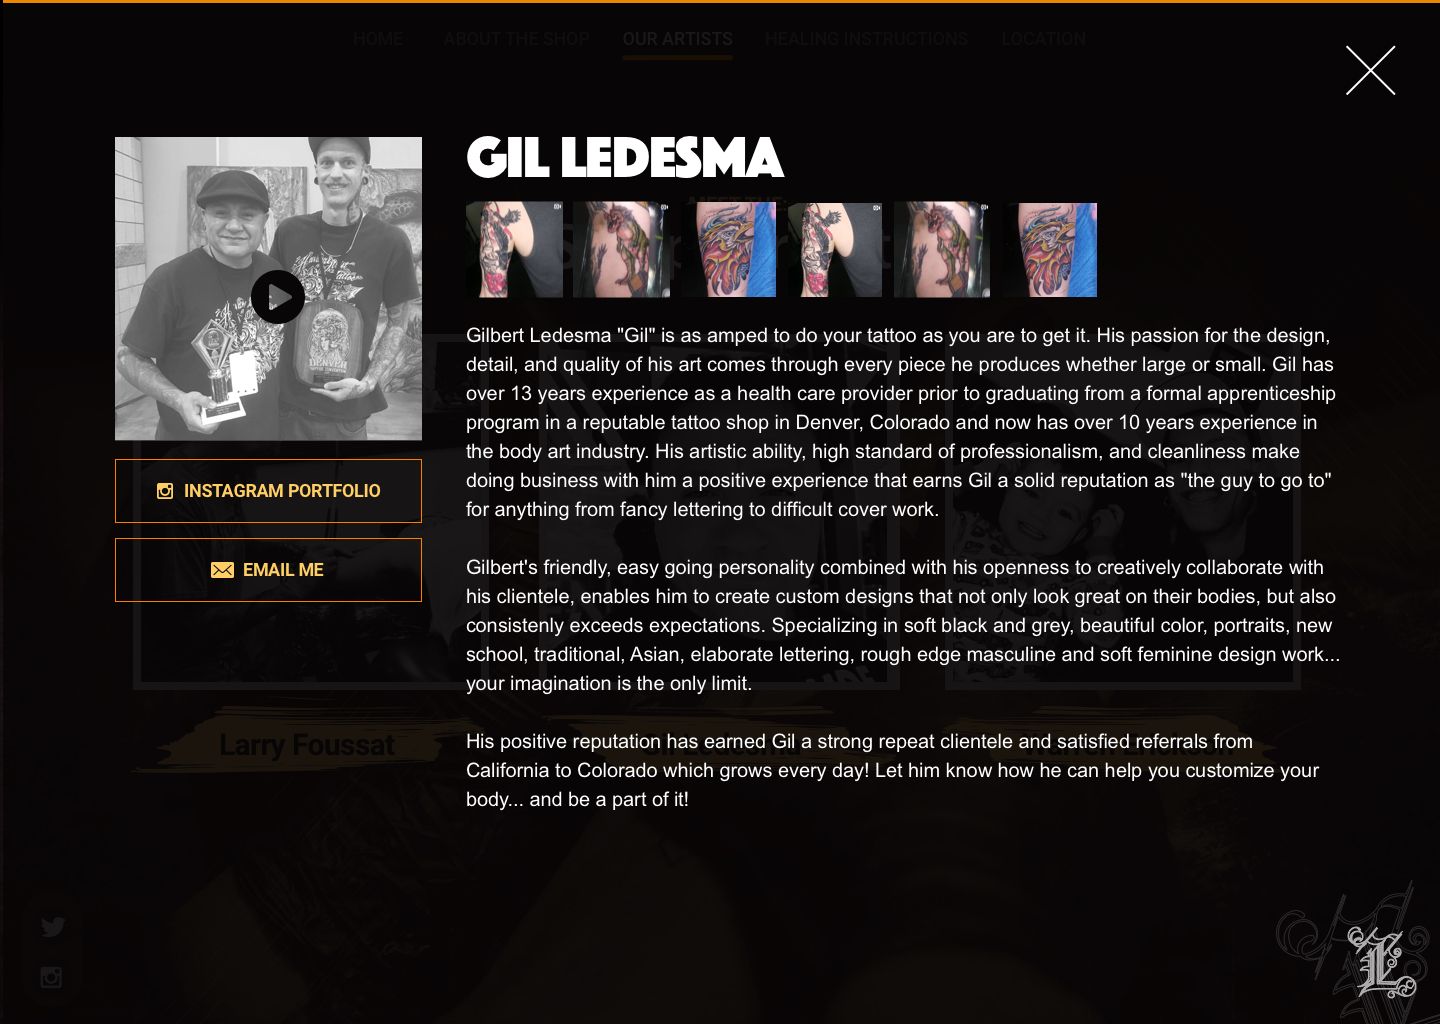 HOME ABOUT THE SHOP OUR ARTISTS HEALING INSTRUCTIONS LOCATION
GIL LEDESMA
MEET THE
Gilbert Ledesma "Gil" is as amped to do your tattoo as you are to get it. His passion for the design,
detail, and quality of his art comes through every piece he produces whether large or small. Gil has
over 13 years experience as a health care provider prior to graduating from a formal apprenticeship
program in a reputable tattoo shop in Denver, Colorado and now has over 10 years experience in
the body art industry. His artistic ability, high standard of professionalism, and cleanliness make
doing business with him a positive experience that earns Gil a solid reputation as "the guy to go to"
for anything from fancy lettering to difficult cover work.
Gilbert's friendly, easy going personality combined with his openness to creatively collaborate with
his clientele, enables him to create custom designs that not only look great on their bodies, but also
consistenly exceeds expectations. Specializing in soft black and grey, beautiful color, portraits, new
school, traditional, Asian, elaborate lettering, rough edge masculine and soft feminine design work...
your imagination is the only limit.
His positive reputation has earned Gil a strong repeat clientele and satisfied referrals from
California to Colorado which grows every day! Let him know how he can help you customize your
body... and be a part of it!
INSTAGRAM PORTFOLIO
EMAIL ME
Larry Foussat
Gil Ledesma
Warren Erickson
L